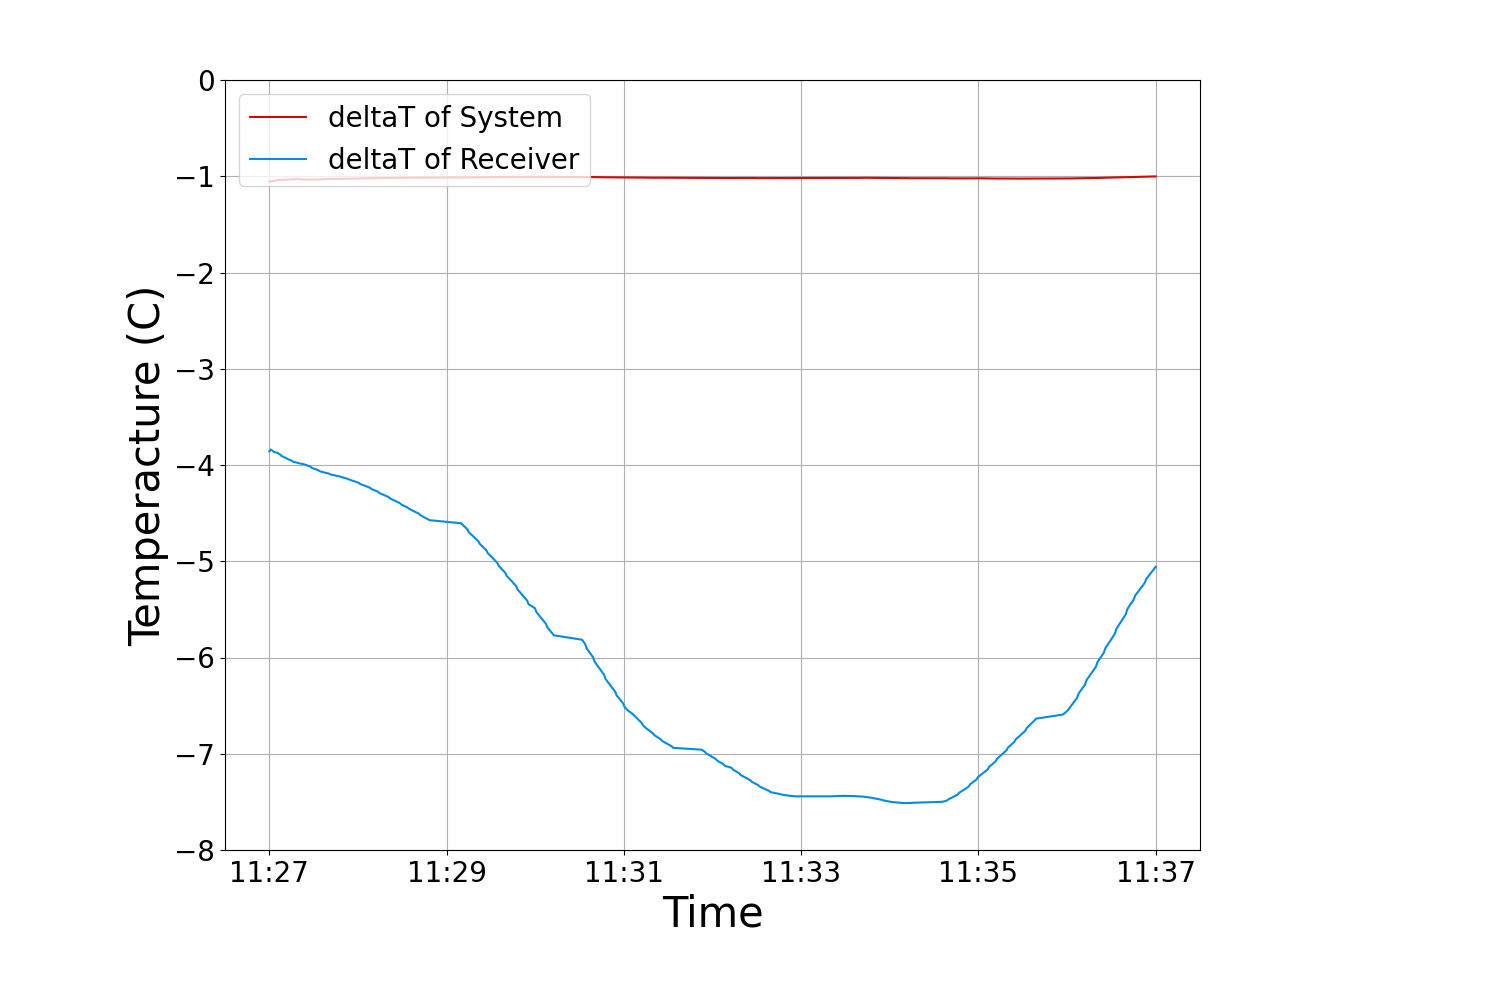 0
−1
−2
−3
−4
−5
−6
−7
−8
Temperacture (C)
deltaT of System
deltaT of Receiver
11:27 11:29 11:31 11:33 11:35 11:37
Time